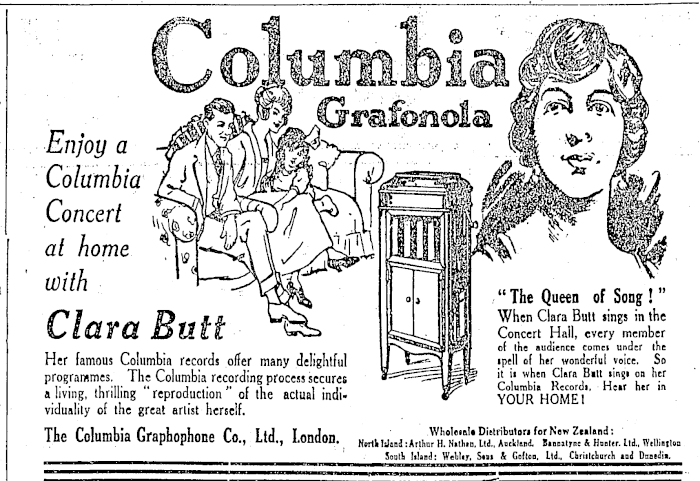 Columbia
Grafonola
Enjoy a
Columbia
Concert
at home
with
Clara Butt
Her famous Columbia records offer many delightful
programmes. The Columbia recording process secures
a living, thrilling "reproduction" of the actual indi-
viduality of the great artist herself.
The Columbia Graphophone Co., Ltd., London.
"The Queen of Song!"
When Clara Butt sings in the
Concert Hall, every member
of the audience comes under the
spell of her wonderful voice. So
it is when Clara Butt sings on her
Columbia Records. Hear her in
YOUR HOME!
Wholesale Distributors for New Zealand:
North Island: Arthur H. Nathan, Ltd., Auckland. Bannatyne & Hunter, Ltd., Wellington
South Island: Webley, Sons & Gofton, Ltd., Christchurch and Dunedin.